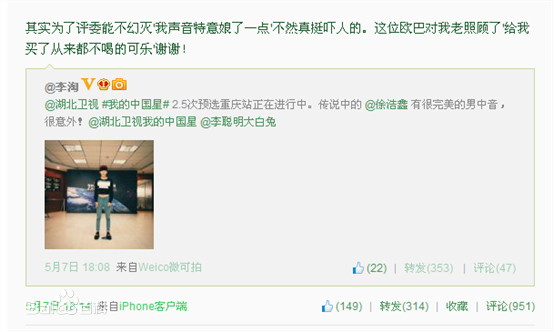 其实为了评委能不幻灭'我声音特意娘了一点'不然真挺吓人的。这位欧巴对我老照顾了'给我
买了从来都不喝的可乐'谢谢！
@李洵
@湖北卫视 #我的中国星# 2.5次预选重庆站正在进行中。传说中的 @徐浩鑫 有很完美的男中音，
很意外！@湖北卫视我的中国星 @李聪明大白兔
5月7日 18:08 来自Weico微可拍
(22) | 转发(353) | 评论(47)
5月7日 来自iPhone客户端
(149) | 转发(314) | 收藏 | 评论(951)